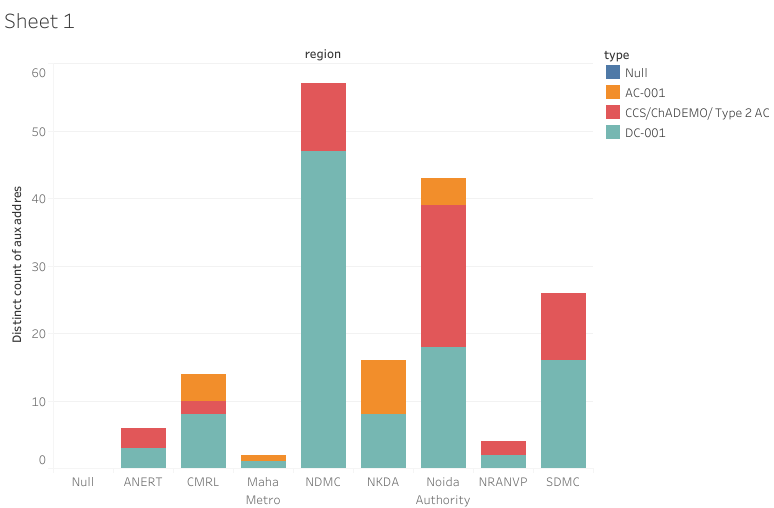 Sheet 1
region
type
Null
AC-001
CCS/ChADEMO/ Type 2 AC
DC-001
Distinct count of aux addres
60
50
40
30
20
10
0
Null
ANERT
CMRL
Maha
Metro
NDMC
NKDA
Noida
Authority
NRANVP
SDMC